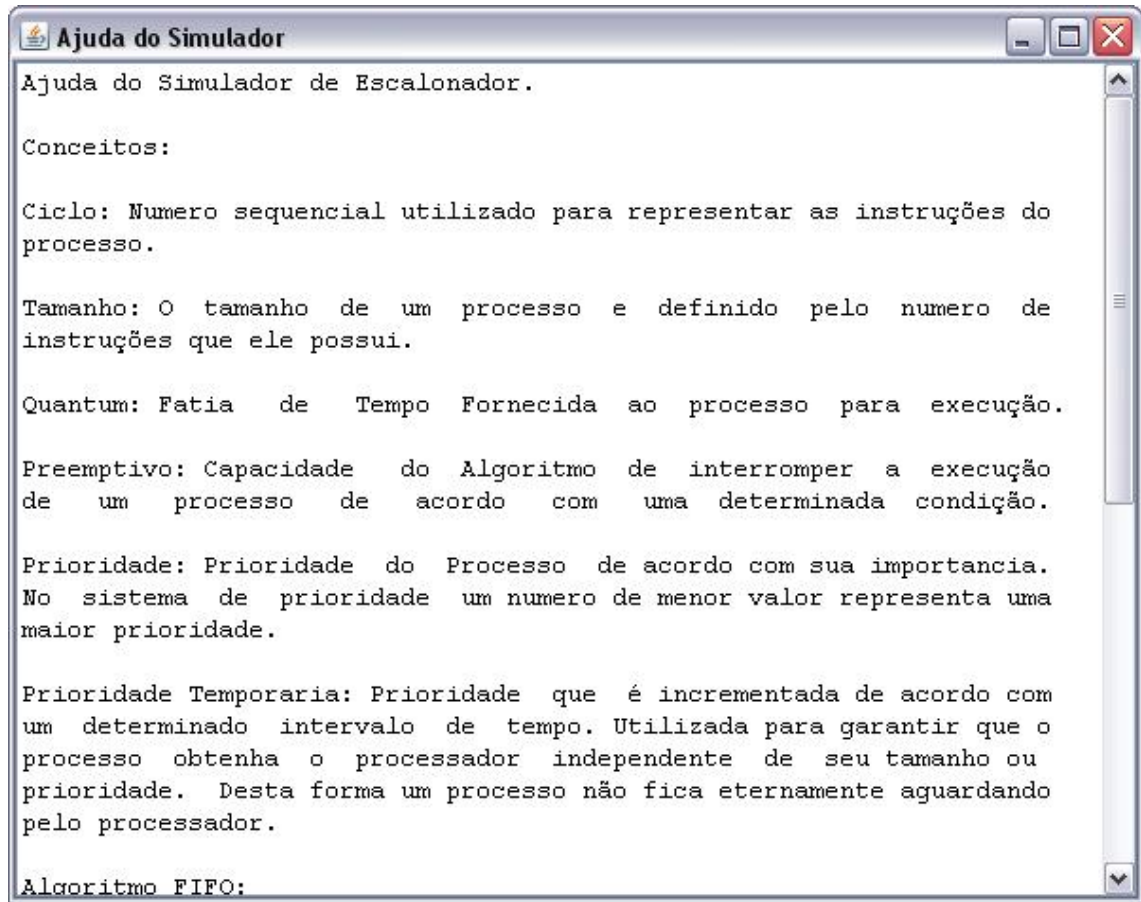 Ajuda do Simulador
Ajuda do Simulador de Escalonador.
Conceitos:
Ciclo: Numero sequencial utilizado para representar as instruções do
processo.
Tamanho: O tamanho de um processo e definido pelo numero de
instruções que ele possui.
Quantum: Fatia de Tempo Fornecida ao processo para execução.
Preemptivo: Capacidade do Algoritmo de interromper a execução
de um processo de acordo com uma determinada condição.
Prioridade: Prioridade do Processo de acordo com sua importancia.
No sistema de prioridade um numero de menor valor representa uma
maior prioridade.
Prioridade Temporaria: Prioridade que é incrementada de acordo com
um determinado intervalo de tempo. Utilizada para garantir que o
processo obtenha o processador independente de seu tamanho ou
prioridade. Desta forma um processo não fica eternamente aguardando
pelo processador.
Algoritmo FIFO: